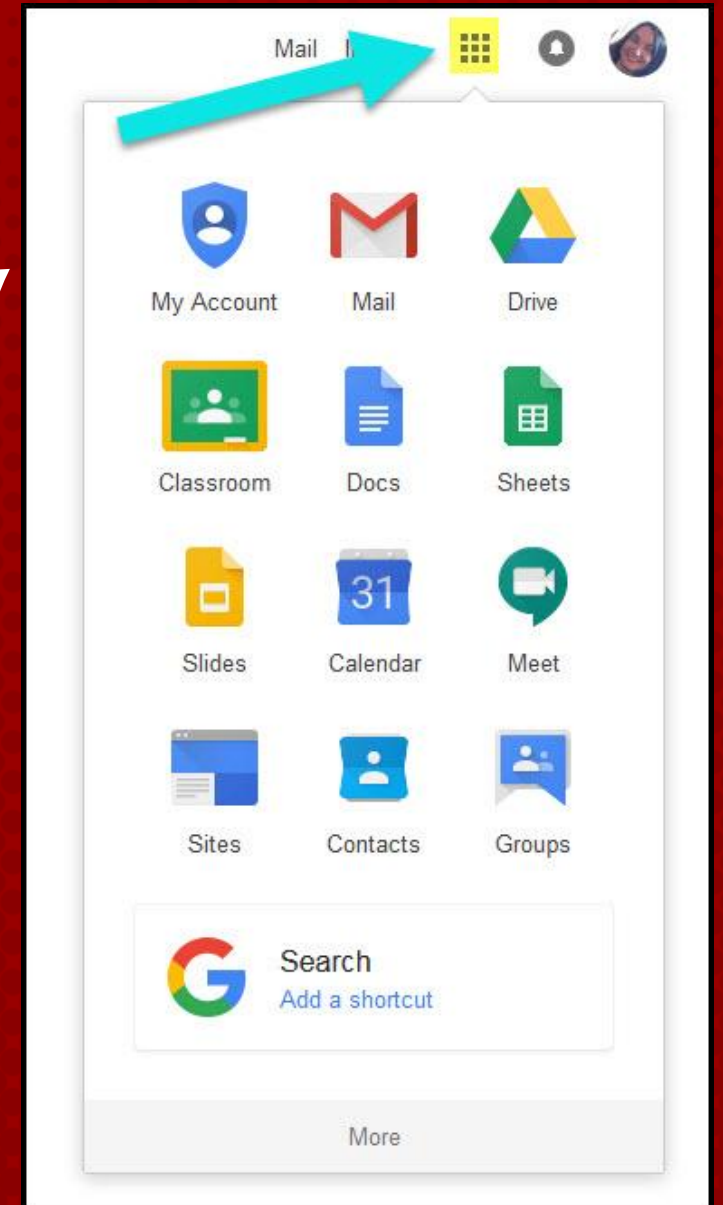 Mail
My Account Mail Drive
Classroom Docs Sheets
31
Slides Calendar Meet
Sites Contacts Groups
Search
Add a shortcut
More